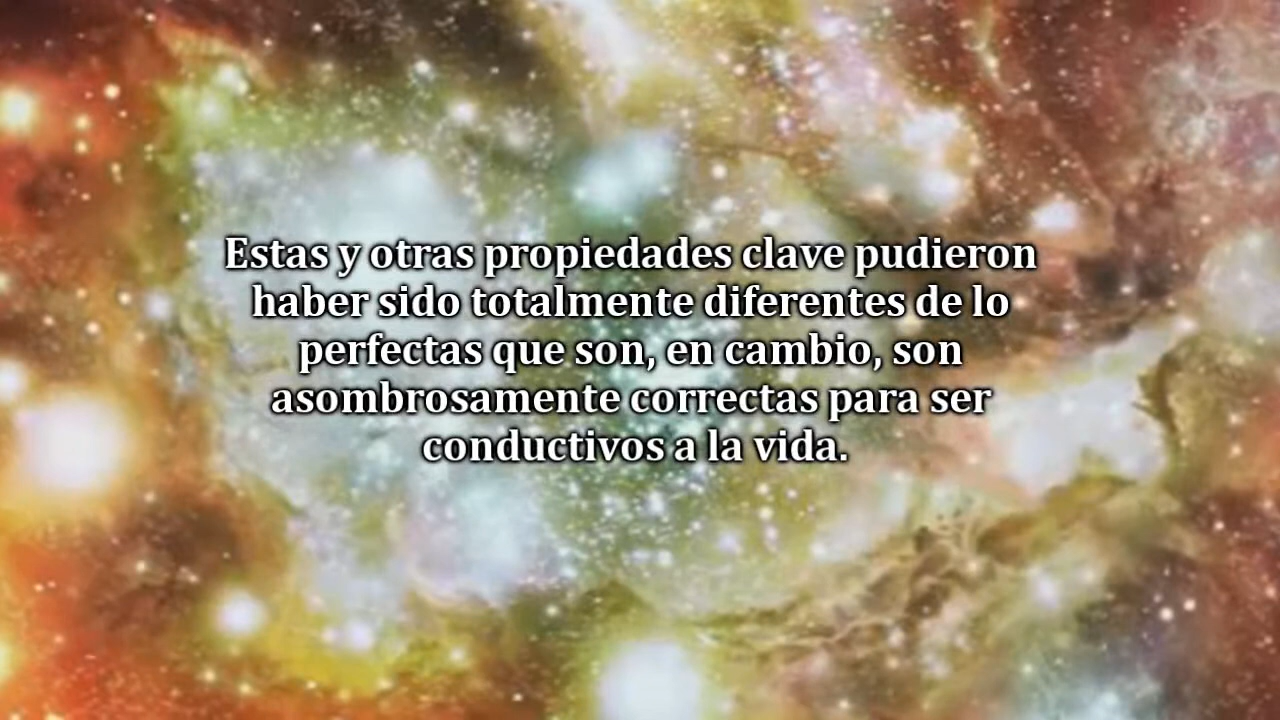 Estas y otras propiedades clave pudieron
haber sido totalmente diferentes de lo
perfectas que son, en cambio, son
asombrosamente correctas para ser
conductivos a la vida.